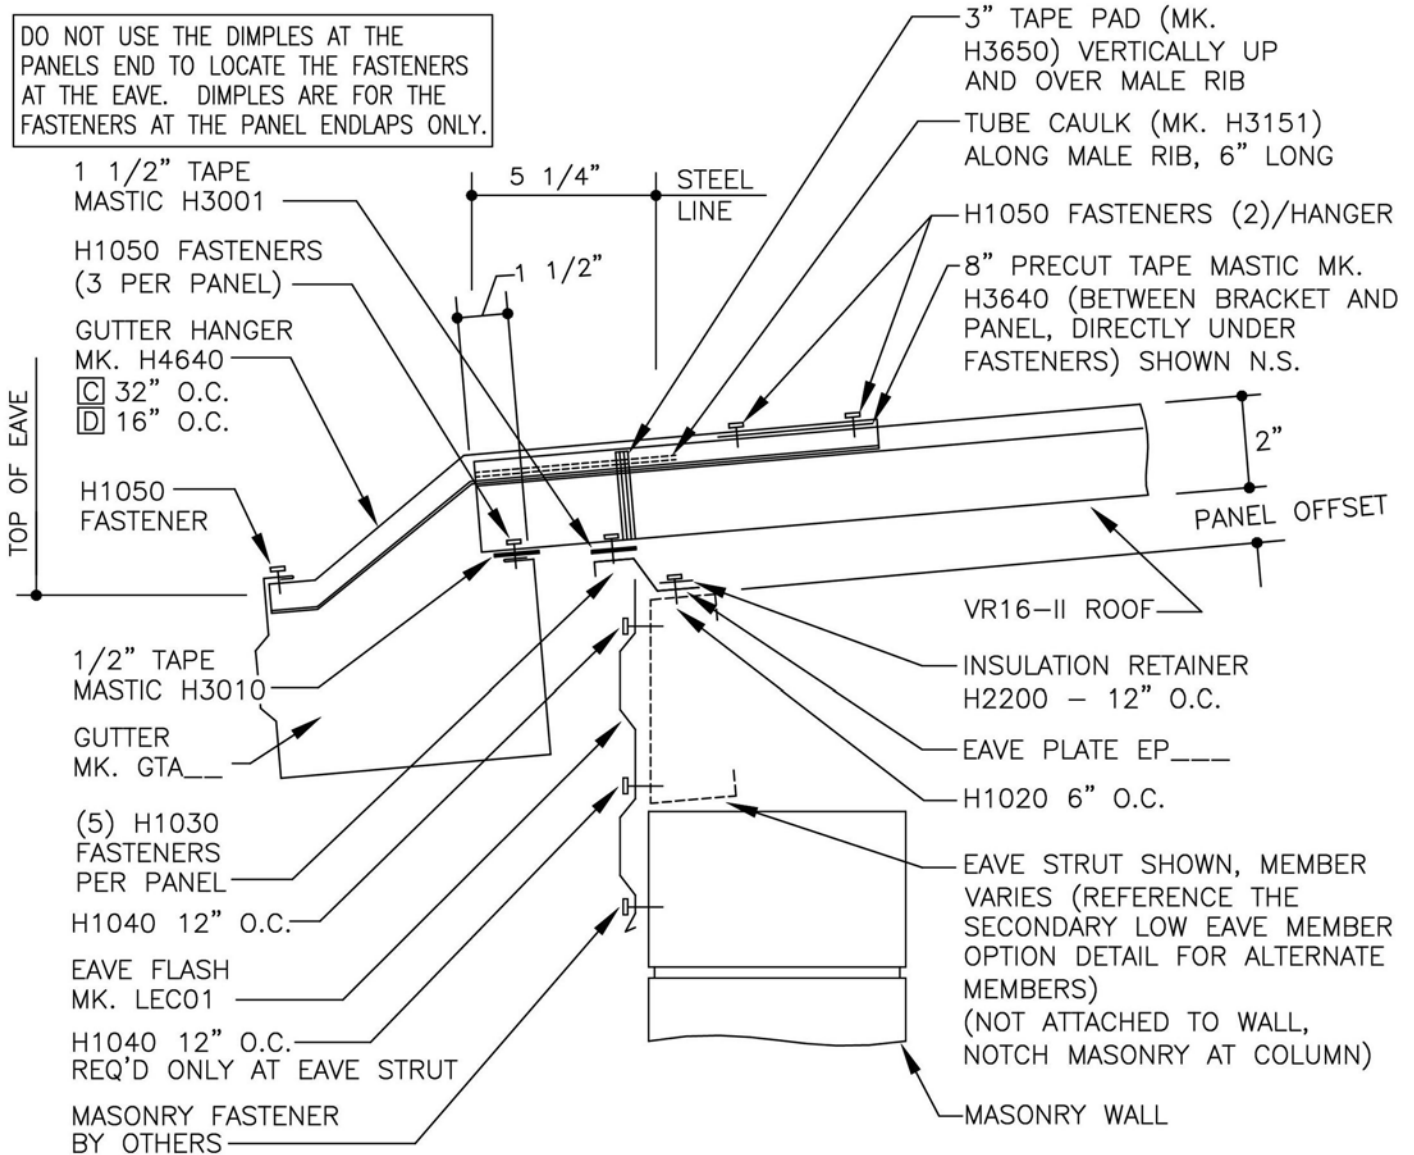 DO NOT USE THE DIMPLES AT THE
PANELS END TO LOCATE THE FASTENERS
AT THE EAVE. DIMPLES ARE FOR THE
FASTENERS AT THE PANEL ENDLAPS ONLY.
1 1/2” TAPE
MASTIC H3001
H1050 FASTENERS
(3 PER PANEL)
GUTTER HANGER
MK. H4640
C 32” O.C.
D 16” O.C.
TOP OF EAVE
H1050
FASTENER
1/2” TAPE
MASTIC H3010
GUTTER
MK. GTA__
(5) H1030
FASTENERS
PER PANEL
H1040 12” O.C.
EAVE FLASH
MK. LEC01
H1040 12” O.C.
REQ’D ONLY AT EAVE STRUT
MASONRY FASTENER
BY OTHERS
5 1/4”
STEEL
LINE
1 1/2”
3” TAPE PAD (MK.
H3650) VERTICALLY UP
AND OVER MALE RIB
TUBE CAULK (MK. H3151)
ALONG MALE RIB, 6” LONG
H1050 FASTENERS (2)/HANGER
8” PRECUT TAPE MASTIC MK.
H3640 (BETWEEN BRACKET AND
PANEL, DIRECTLY UNDER
FASTENERS) SHOWN N.S.
2”
PANEL OFFSET
VR16–II ROOF
INSULATION RETAINER
H2200 – 12” O.C.
EAVE PLATE EP___
H1020 6” O.C.
EAVE STRUT SHOWN, MEMBER
VARIES (REFERENCE THE
SECONDARY LOW EAVE MEMBER
OPTION DETAIL FOR ALTERNATE
MEMBERS)
(NOT ATTACHED TO WALL,
NOTCH MASONRY AT COLUMN)
MASONRY WALL